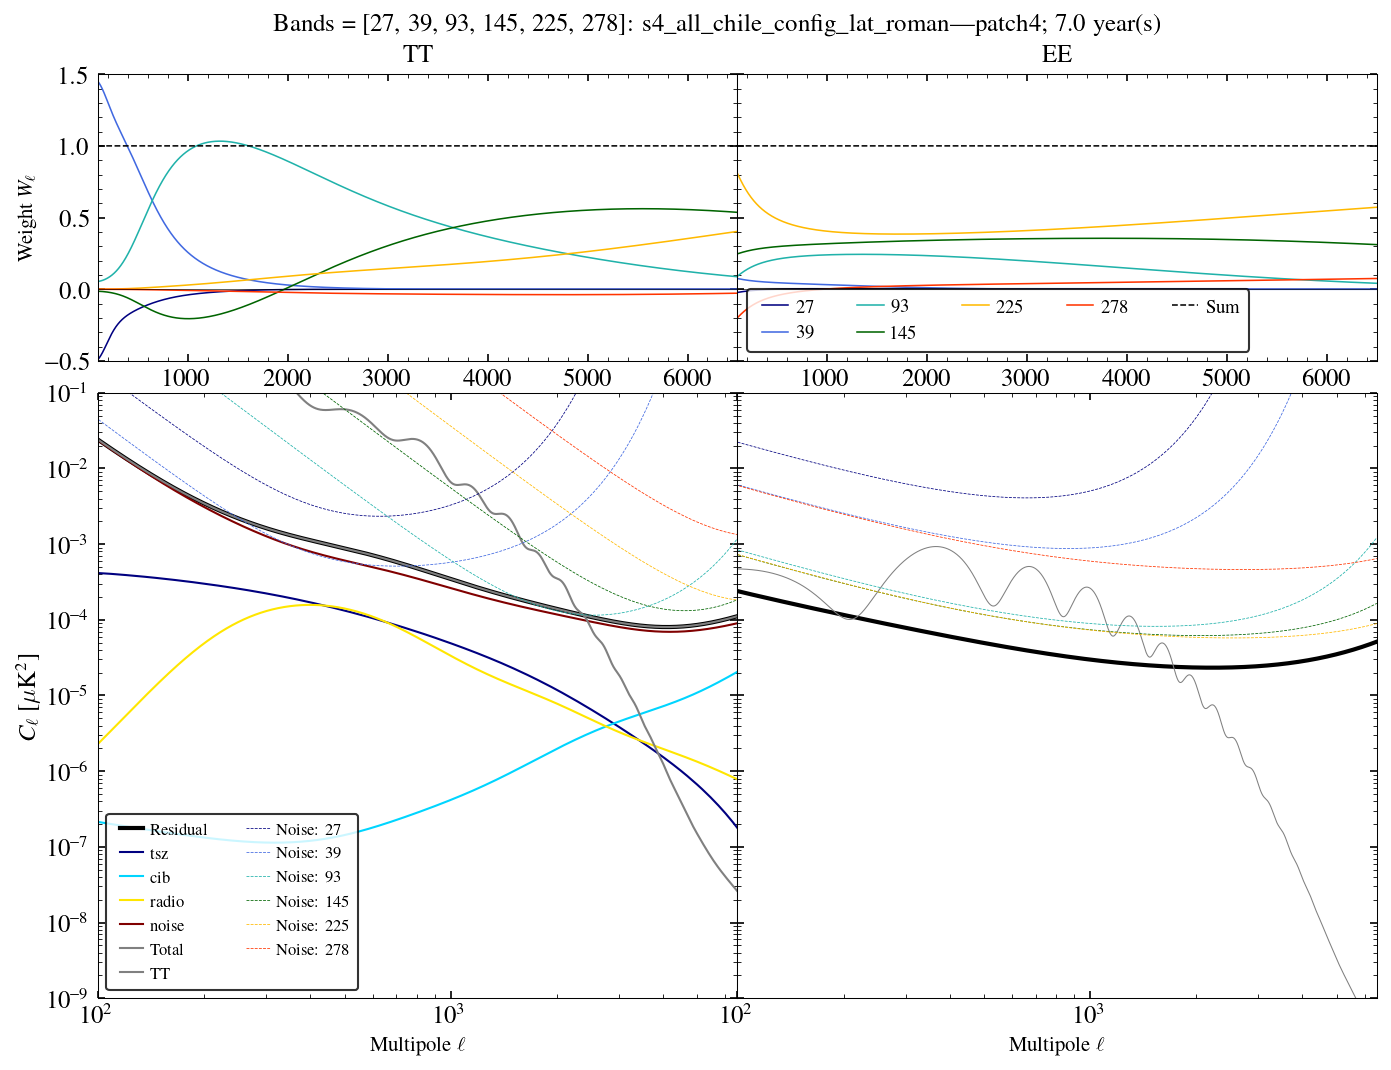 Bands = [27, 39, 93, 145, 225, 278]: s4_all_chile_config_lat_roman—patch4; 7.0 year(s)
TT
EE
1.5
1.0
0.5
0.0
−0.5
Weight W_ℓ
1000 2000 3000 4000 5000 6000
1000 2000 3000 4000 5000 6000
27 93 225 278 Sum
39 145
10^−1
10^−2
10^−3
10^−4
10^−5
10^−6
10^−7
10^−8
10^−9
C_ℓ [μK^2]
Residual Noise: 27
tsz Noise: 39
cib Noise: 93
radio Noise: 145
noise Noise: 225
Total Noise: 278
TT
10^2 10^3 10^2 10^3
Multipole ℓ
Multipole ℓ